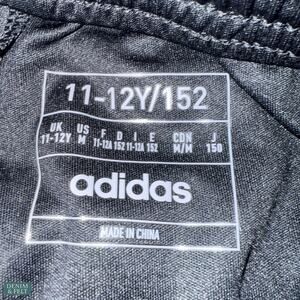 11-12Y/152
UK US F D I E CDN J
11-12Y M 11-12A 152 11-12A 152 M/M 150
adidas
MADE IN CHINA
DENIM
& FELT